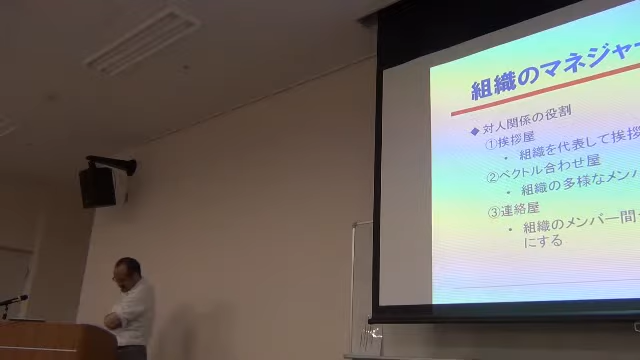 組織のマネジャー
◆対人関係の役割
①挨拶屋
・ 組織を代表して挨拶
②ベクトル合わせ屋
・ 組織の多様なメンバ
③連絡屋
・ 組織のメンバー間
にする